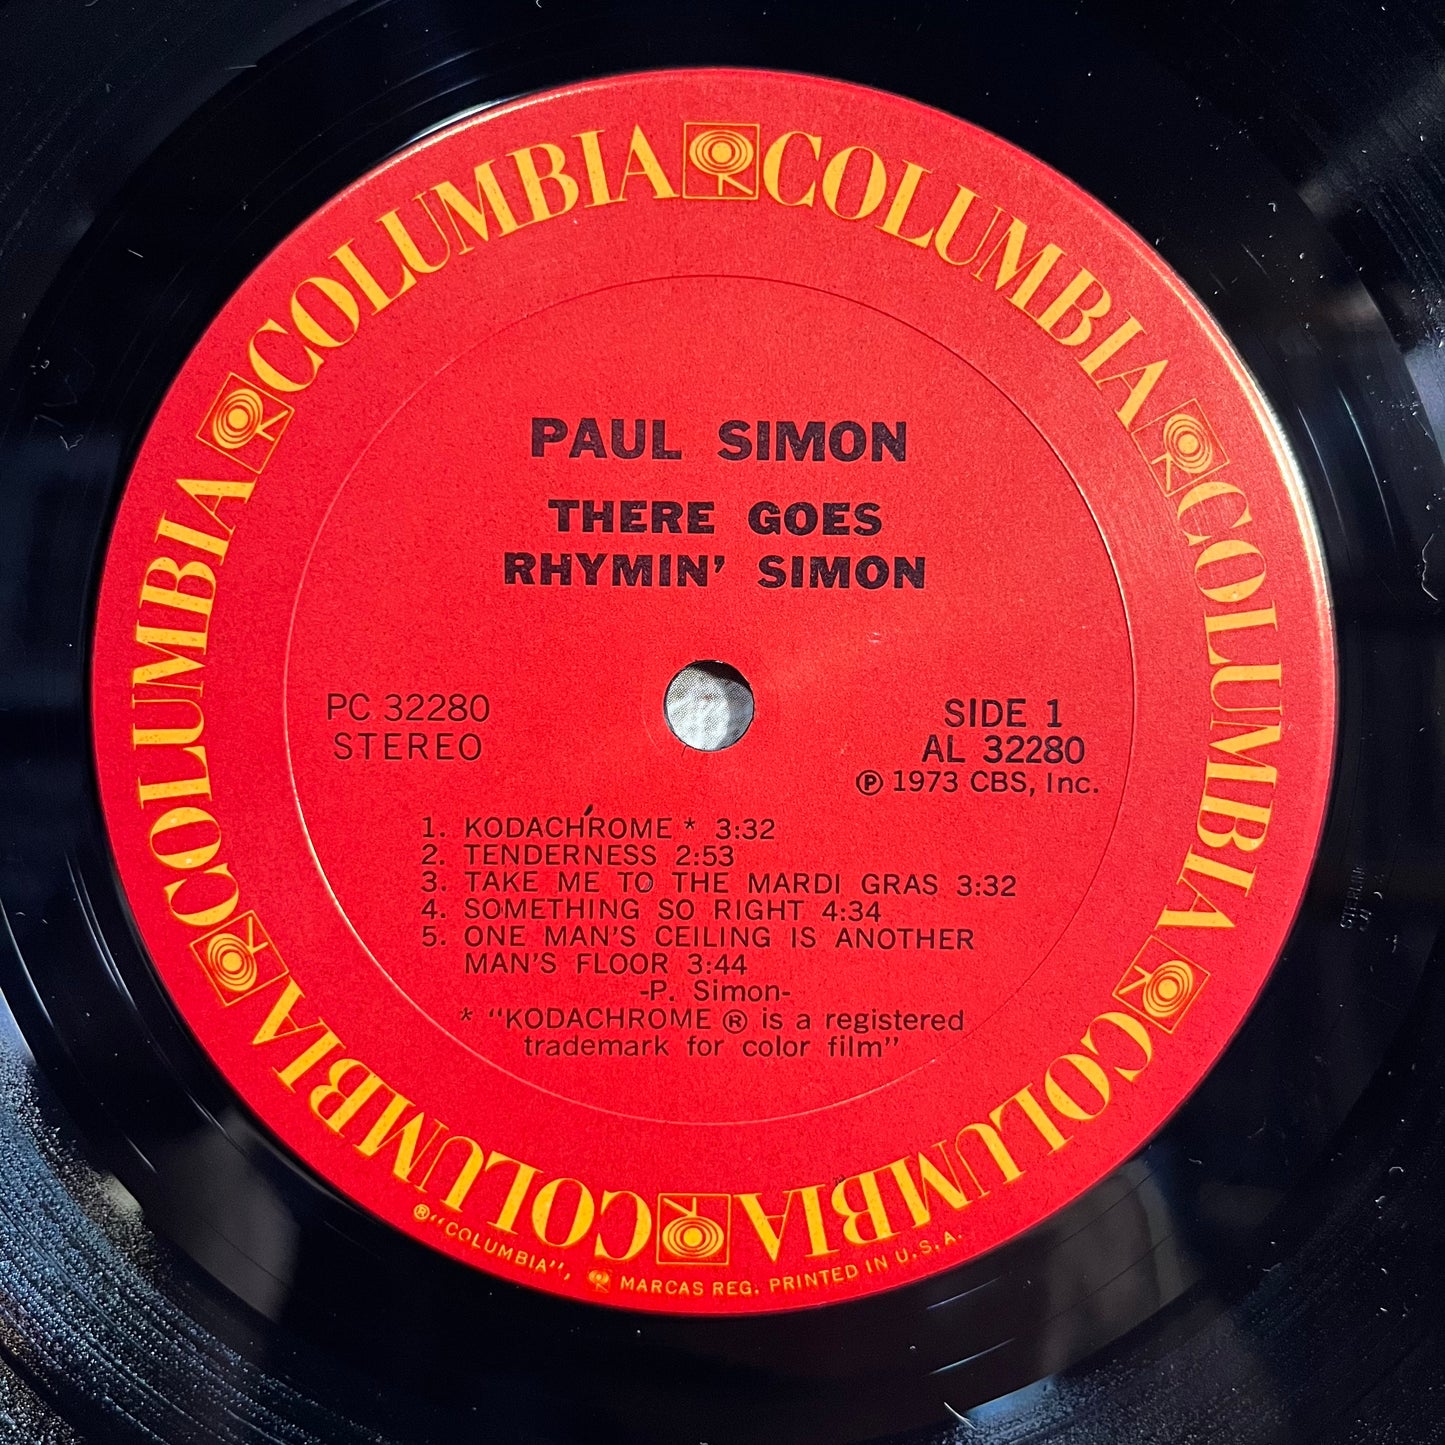 COLUMBIA COLUMBIA COLUMBIA COLUMBIA COLUMBIA COLUMBIA
PAUL SIMON
THERE GOES
RHYMIN' SIMON
PC 32280
STEREO
SIDE 1
AL 32280
Ⓟ 1973 CBS, Inc.
1. KODACHROME * 3:32
2. TENDERNESS 2:53
3. TAKE ME TO THE MARDI GRAS 3:32
4. SOMETHING SO RIGHT 4:34
5. ONE MAN'S CEILING IS ANOTHER
MAN'S FLOOR 3:44
-P. Simon-
* "KODACHROME ® is a registered
trademark for color film"
®"COLUMBIA", MARCAS REG. PRINTED IN U.S.A.